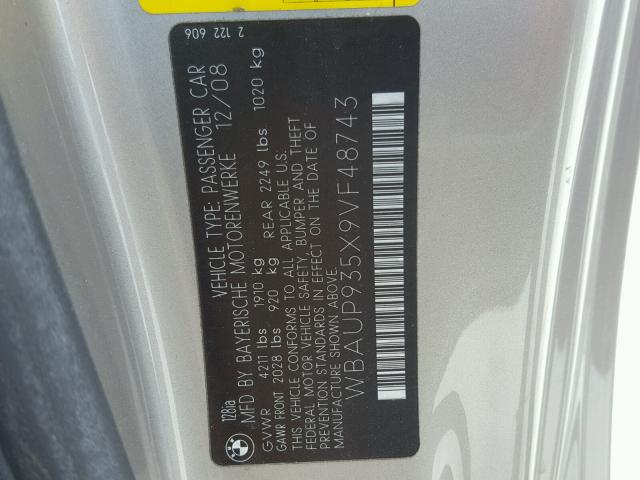 128ia VEHICLE TYPE: PASSENGER CAR 2 122 606
MFD BY BAYERISCHE MOTORENWERKE 12/08
GVWR 4211 lbs 1910 kg
GAWR FRONT 2028 lbs 920 kg REAR 2249 lbs 1020 kg
THIS VEHICLE CONFORMS TO ALL APPLICABLE U.S.
FEDERAL MOTOR VEHICLE SAFETY, BUMPER AND THEFT
PREVENTION STANDARDS IN EFFECT ON THE DATE OF
MANUFACTURE SHOWN ABOVE
WBAUP935X9VF48743